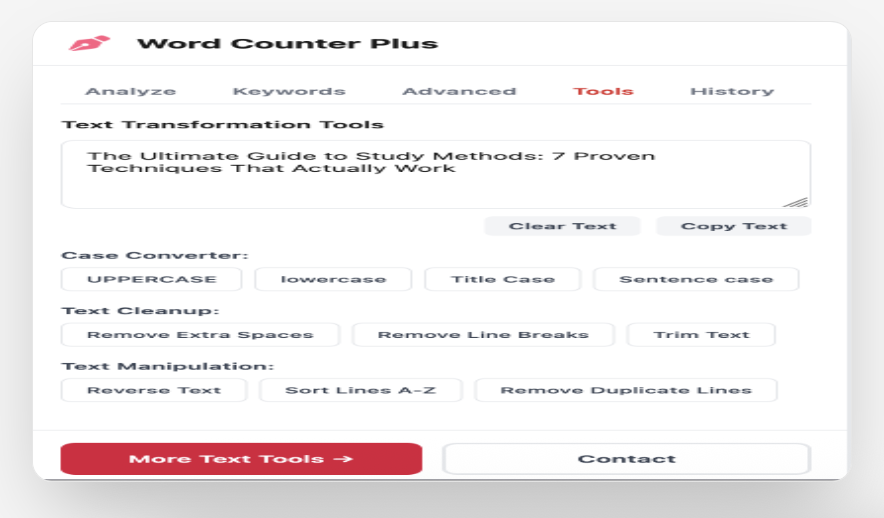 Word Counter Plus
Analyze Keywords Advanced Tools History
Text Transformation Tools
The Ultimate Guide to Study Methods: 7 Proven
Techniques That Actually Work
Clear Text Copy Text
Case Converter:
UPPERCASE lowercase Title Case Sentence case
Text Cleanup:
Remove Extra Spaces Remove Line Breaks Trim Text
Text Manipulation:
Reverse Text Sort Lines A-Z Remove Duplicate Lines
More Text Tools → Contact